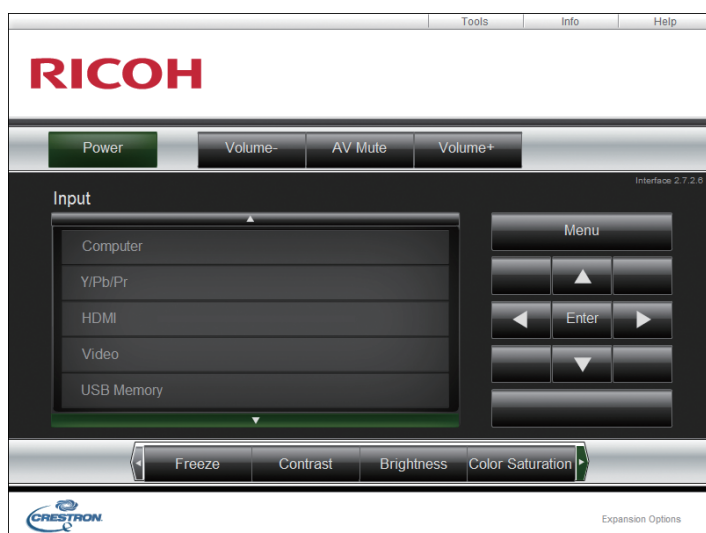 Tools Info Help
RICOH
Power Volume- AV Mute Volume+
Interface 2.7.2.6
Input
Computer
Menu
Y/Pb/Pr
HDMI
Enter
Video
USB Memory
Freeze Contrast Brightness Color Saturation
CRESTRON.
Expansion Options